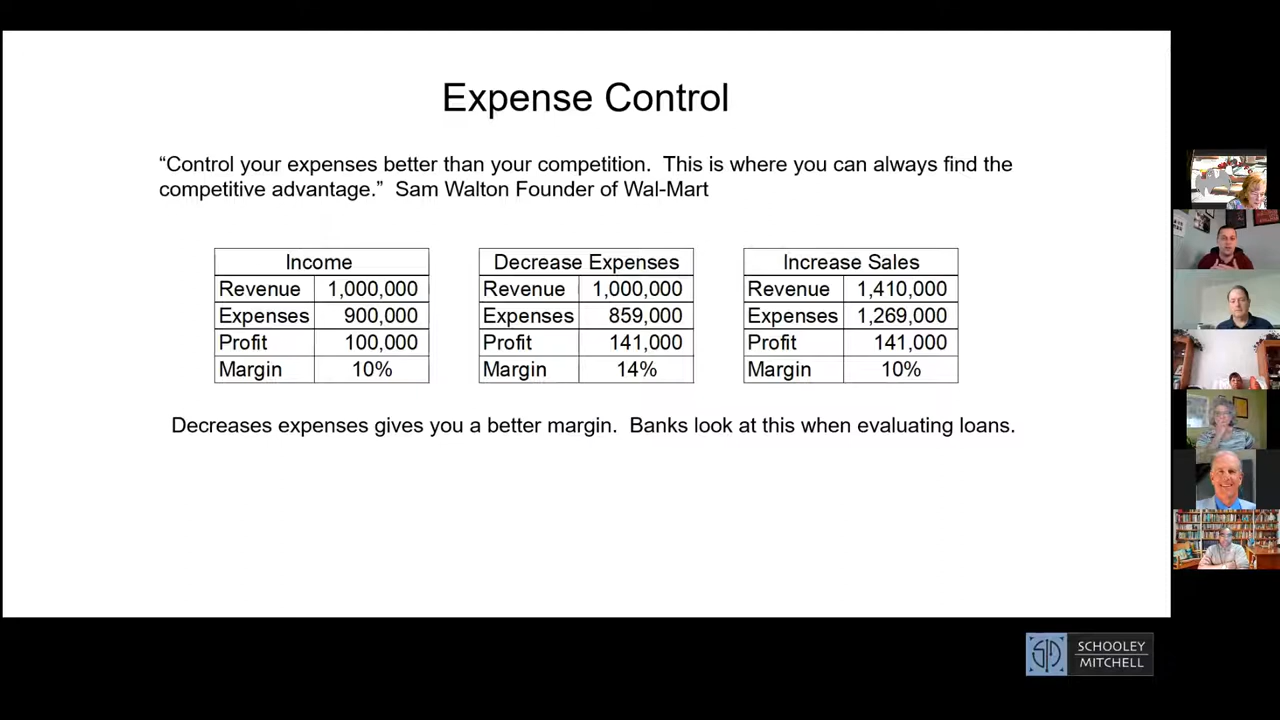 Expense Control
“Control your expenses better than your competition.  This is where you can always find the
competitive advantage.”  Sam Walton Founder of Wal-Mart
Income
Revenue 1,000,000
Expenses 900,000
Profit 100,000
Margin 10%
Decrease Expenses
Revenue 1,000,000
Expenses 859,000
Profit 141,000
Margin 14%
Increase Sales
Revenue 1,410,000
Expenses 1,269,000
Profit 141,000
Margin 10%
Decreases expenses gives you a better margin.  Banks look at this when evaluating loans.
SCHOOLEY
MITCHELL